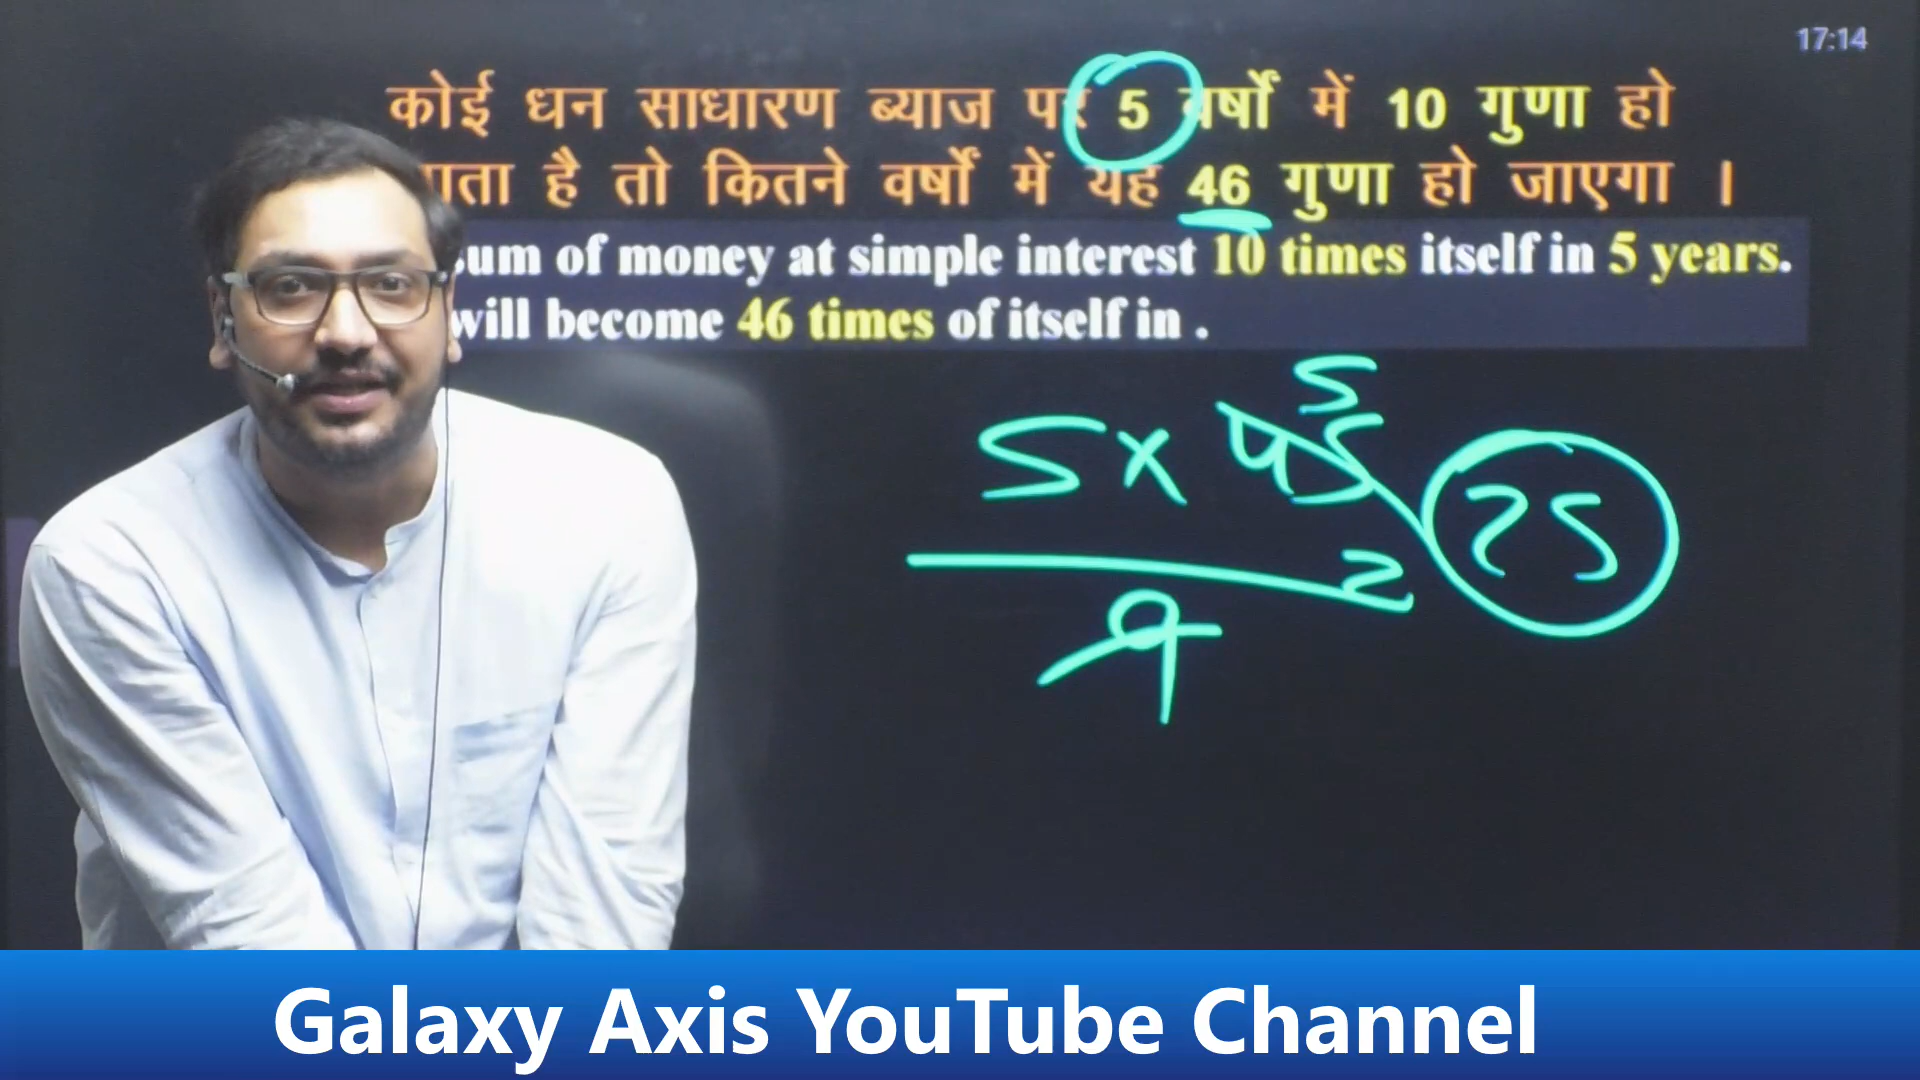 17:14
कोई धन साधारण ब्याज पर 5 वर्षों में 10 गुणा हो
है तो कितने वर्षों में यह 46 गुणा हो जाएगा ।
sum of money at simple interest 10 times itself in 5 years.
will become 46 times of itself in .
5
5 x 45
25
9
Galaxy Axis YouTube Channel